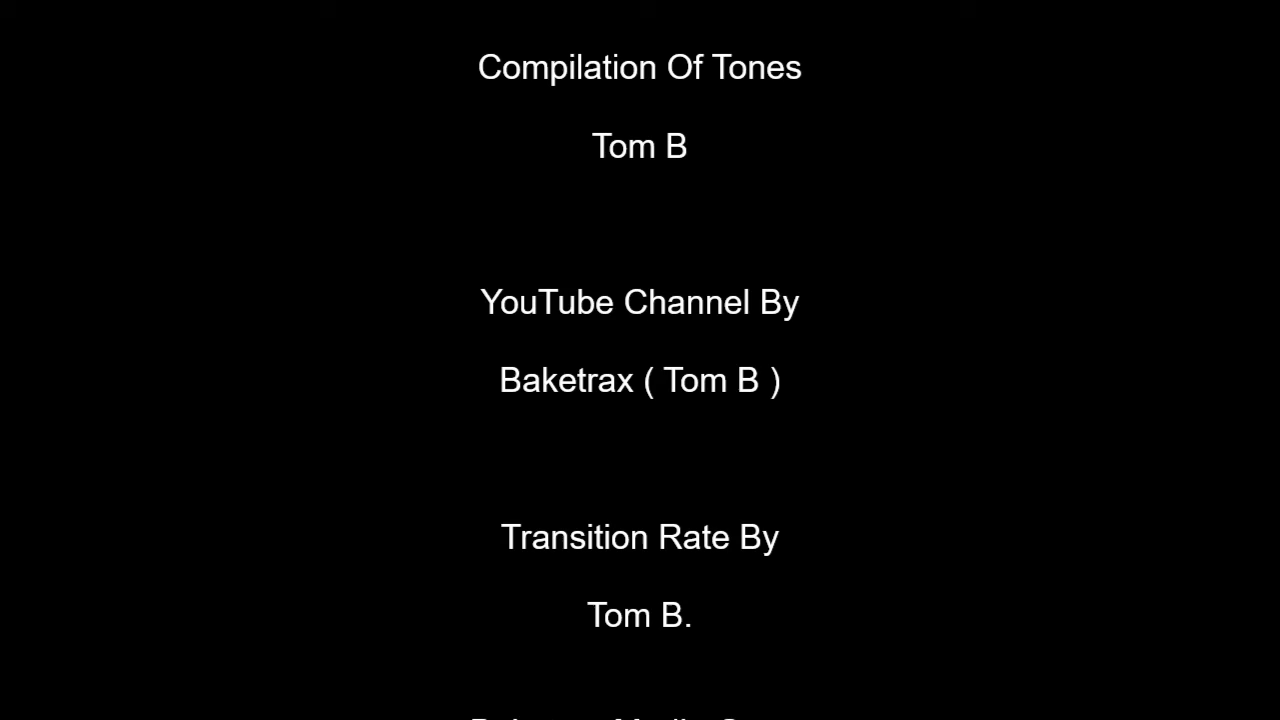 Compilation Of Tones
Tom B
YouTube Channel By
Baketrax ( Tom B )
Transition Rate By
Tom B.